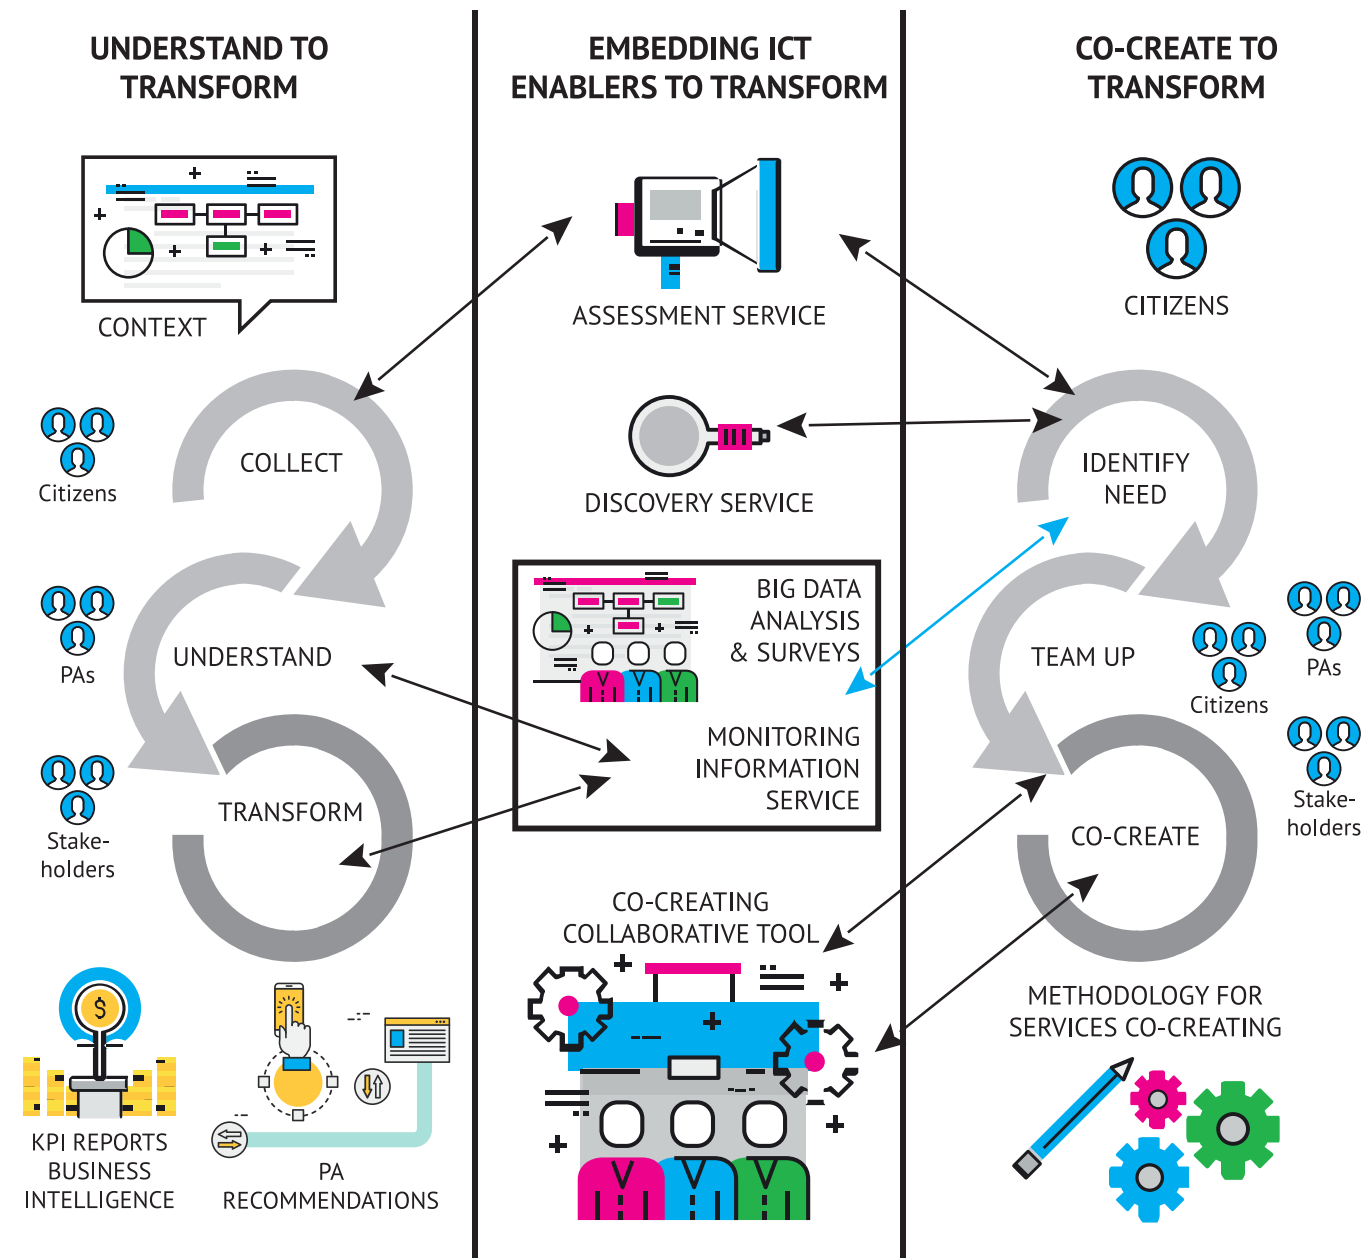 UNDERSTAND TO
TRANSFORM
CONTEXT
COLLECT
Citizens
UNDERSTAND
PAs
TRANSFORM
Stake-
holders
KPI REPORTS
BUSINESS
INTELLIGENCE
PA
RECOMMENDATIONS
EMBEDDING ICT
ENABLERS TO TRANSFORM
ASSESSMENT SERVICE
DISCOVERY SERVICE
BIG DATA
ANALYSIS
& SURVEYS
MONITORING
INFORMATION
SERVICE
CO-CREATING
COLLABORATIVE TOOL
CO-CREATE TO
TRANSFORM
CITIZENS
IDENTIFY
NEED
TEAM UP
Citizens
PAs
Stake-
holders
CO-CREATE
METHODOLOGY FOR
SERVICES CO-CREATING
$